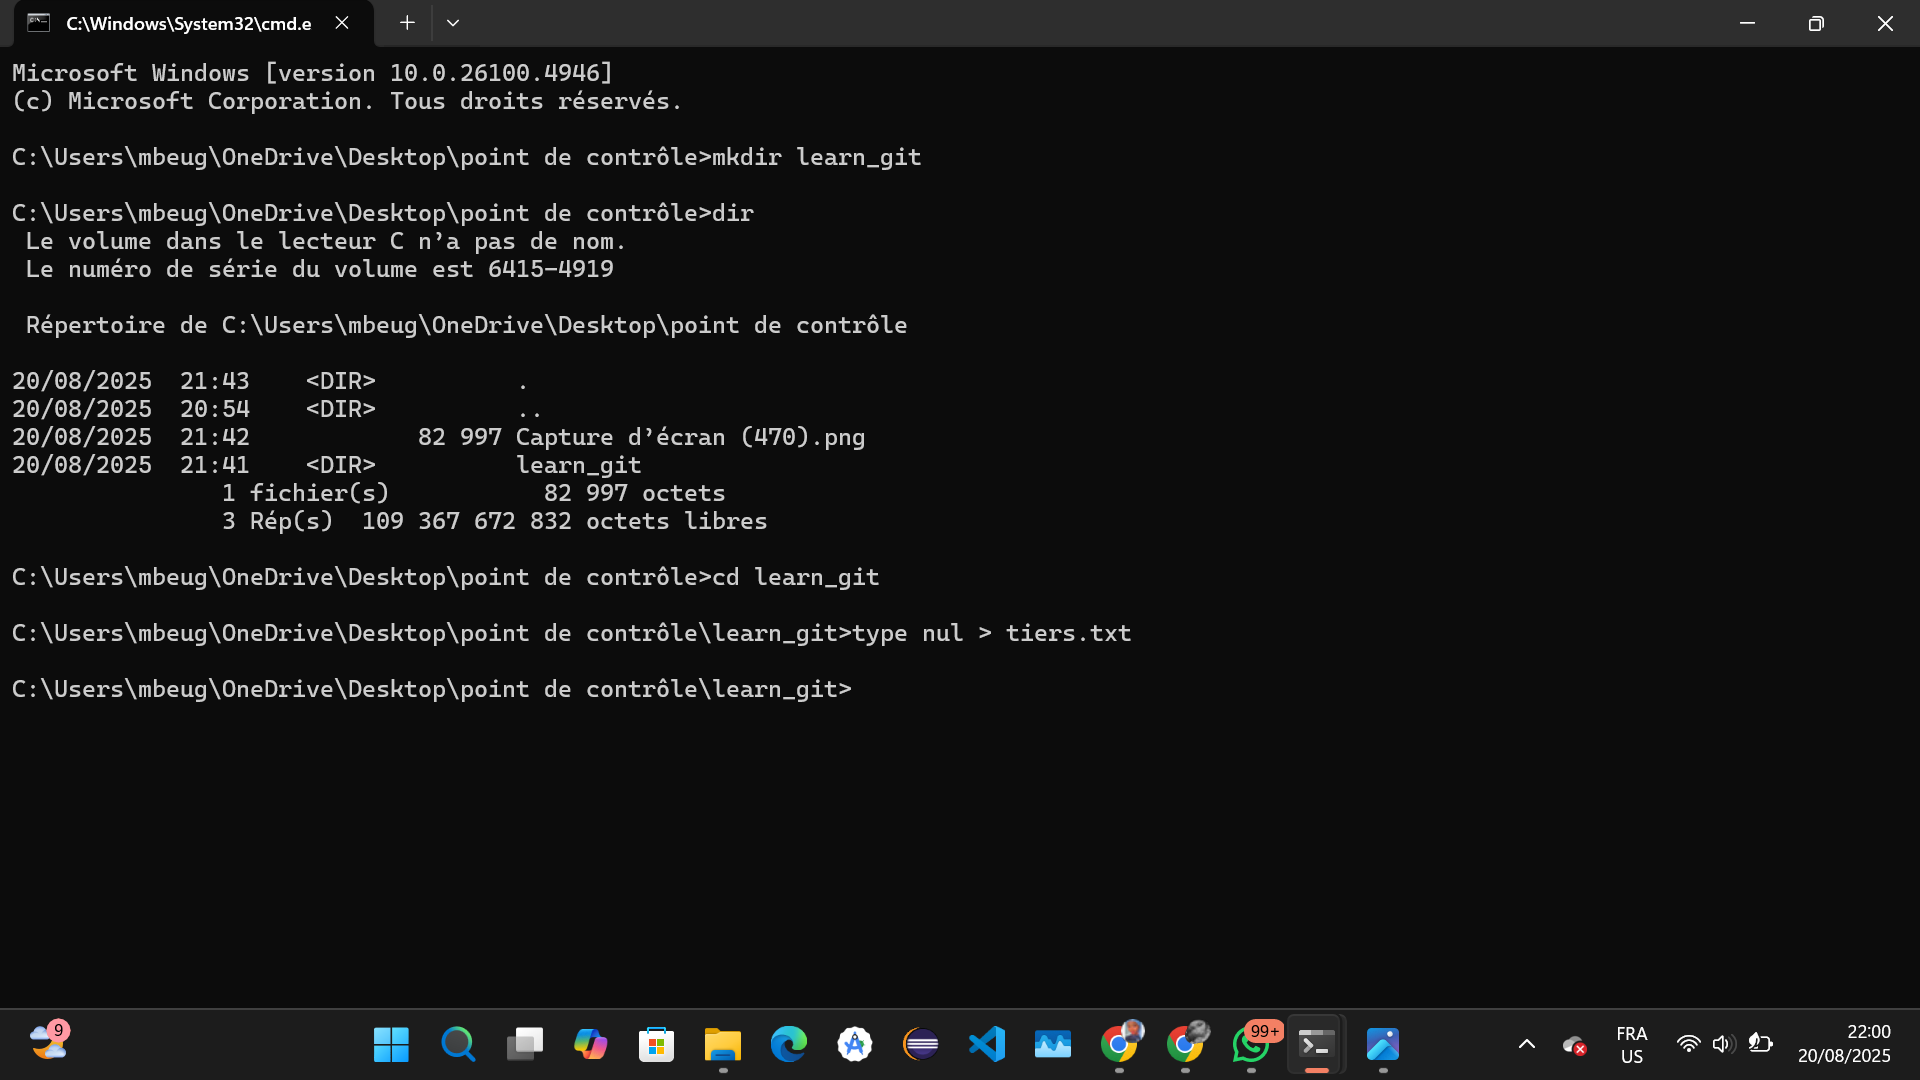 C:\Windows\System32\cmd.e
Microsoft Windows [version 10.0.26100.4946]
(c) Microsoft Corporation. Tous droits réservés.
C:\Users\mbeug\OneDrive\Desktop\point de contrôle>mkdir learn_git
C:\Users\mbeug\OneDrive\Desktop\point de contrôle>dir
Le volume dans le lecteur C n’a pas de nom.
Le numéro de série du volume est 6415-4919
Répertoire de C:\Users\mbeug\OneDrive\Desktop\point de contrôle
20/08/2025  21:43    <DIR>          .
20/08/2025  20:54    <DIR>          ..
20/08/2025  21:42            82 997 Capture d’écran (470).png
20/08/2025  21:41    <DIR>          learn_git
1 fichier(s)           82 997 octets
3 Rép(s)  109 367 672 832 octets libres
C:\Users\mbeug\OneDrive\Desktop\point de contrôle>cd learn_git
C:\Users\mbeug\OneDrive\Desktop\point de contrôle\learn_git>type nul > tiers.txt
C:\Users\mbeug\OneDrive\Desktop\point de contrôle\learn_git>
9
99+
FRA
US
22:00
20/08/2025